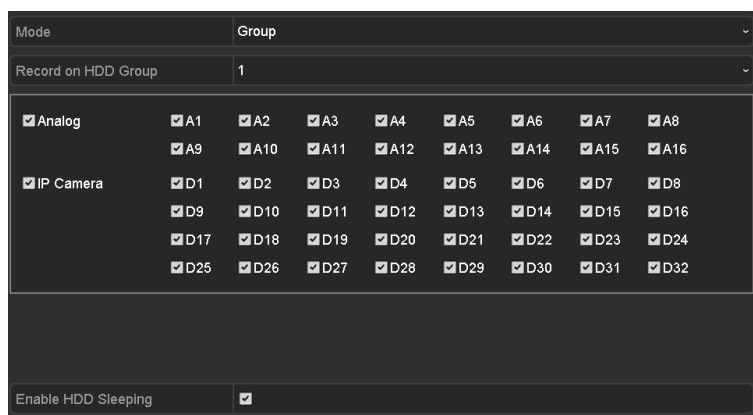 Mode Group
Record on HDD Group 1
Analog A1 A2 A3 A4 A5 A6 A7 A8
A9 A10 A11 A12 A13 A14 A15 A16
IP Camera D1 D2 D3 D4 D5 D6 D7 D8
D9 D10 D11 D12 D13 D14 D15 D16
D17 D18 D19 D20 D21 D22 D23 D24
D25 D26 D27 D28 D29 D30 D31 D32
Enable HDD Sleeping